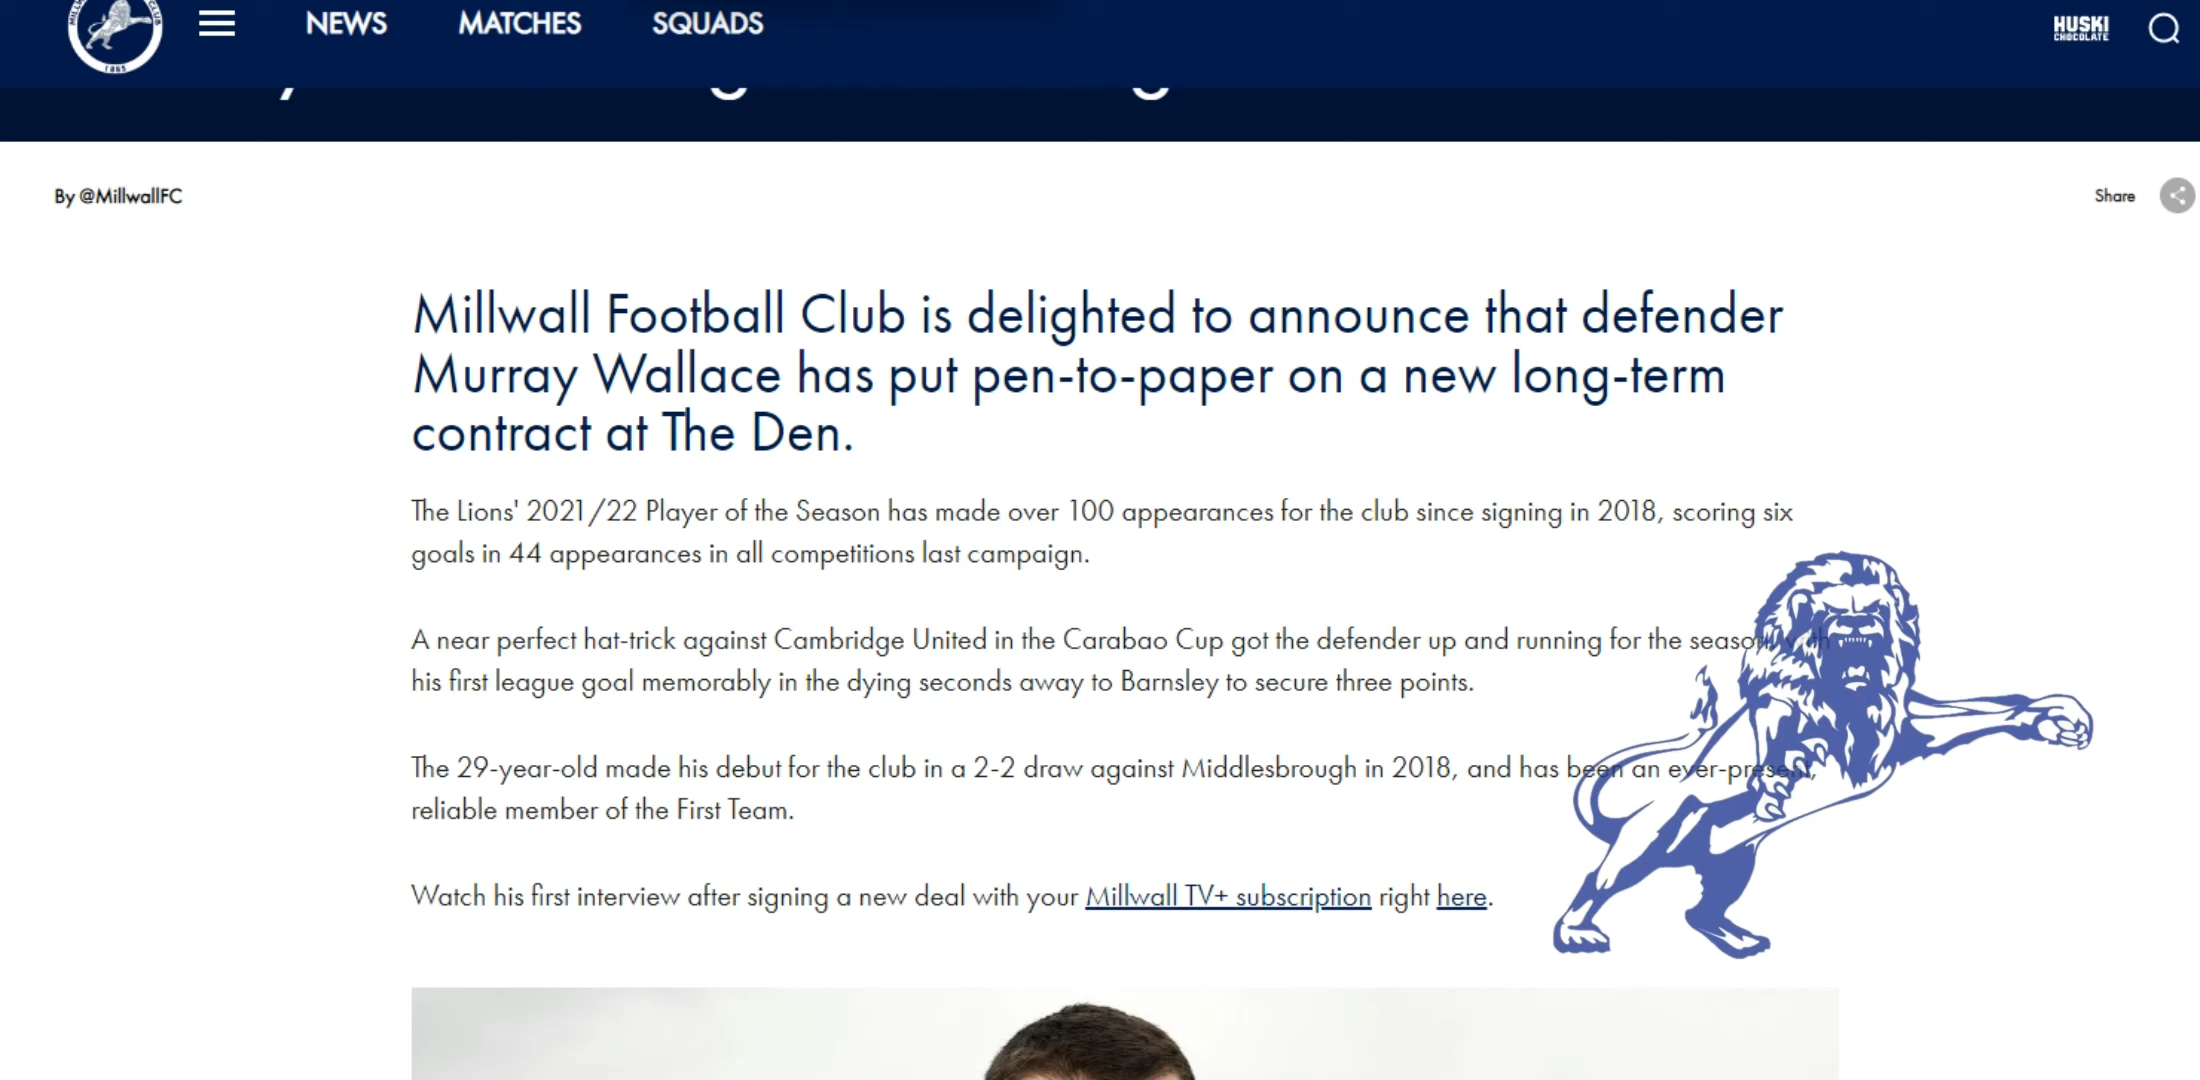 NEWS MATCHES SQUADS
HUSKI
CHOCOLATE
1885
By @MillwallFC
Share
Millwall Football Club is delighted to announce that defender
Murray Wallace has put pen-to-paper on a new long-term
contract at The Den.
The Lions' 2021/22 Player of the Season has made over 100 appearances for the club since signing in 2018, scoring six
goals in 44 appearances in all competitions last campaign.
A near perfect hat-trick against Cambridge United in the Carabao Cup got the defender up and running for the season, with
his first league goal memorably in the dying seconds away to Barnsley to secure three points.
The 29-year-old made his debut for the club in a 2-2 draw against Middlesbrough in 2018, and has been an ever-present,
reliable member of the First Team.
Watch his first interview after signing a new deal with your Millwall TV+ subscription right here.